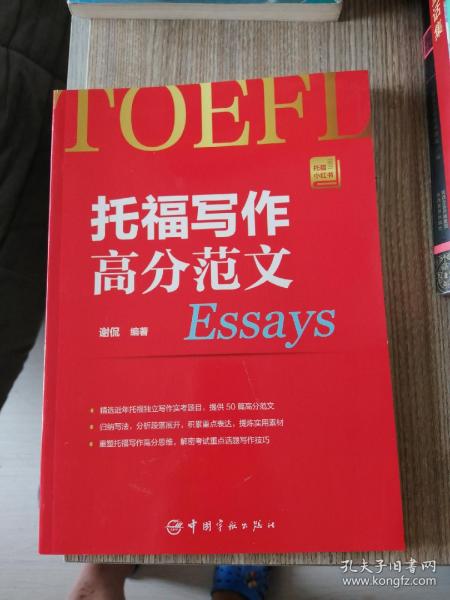 TOEFL
托福
小红书
托福写作
高分范文
Essays
谢侃 编著
精选近年托福独立写作实考题目,提供50篇高分范文
归纳写法,分析段落展开,积累重点表达,提炼实用素材
重塑托福写作高分思维,解密考试重点话题写作技巧
中国宇航出版社
孔夫子旧书网
www.kongfz.com